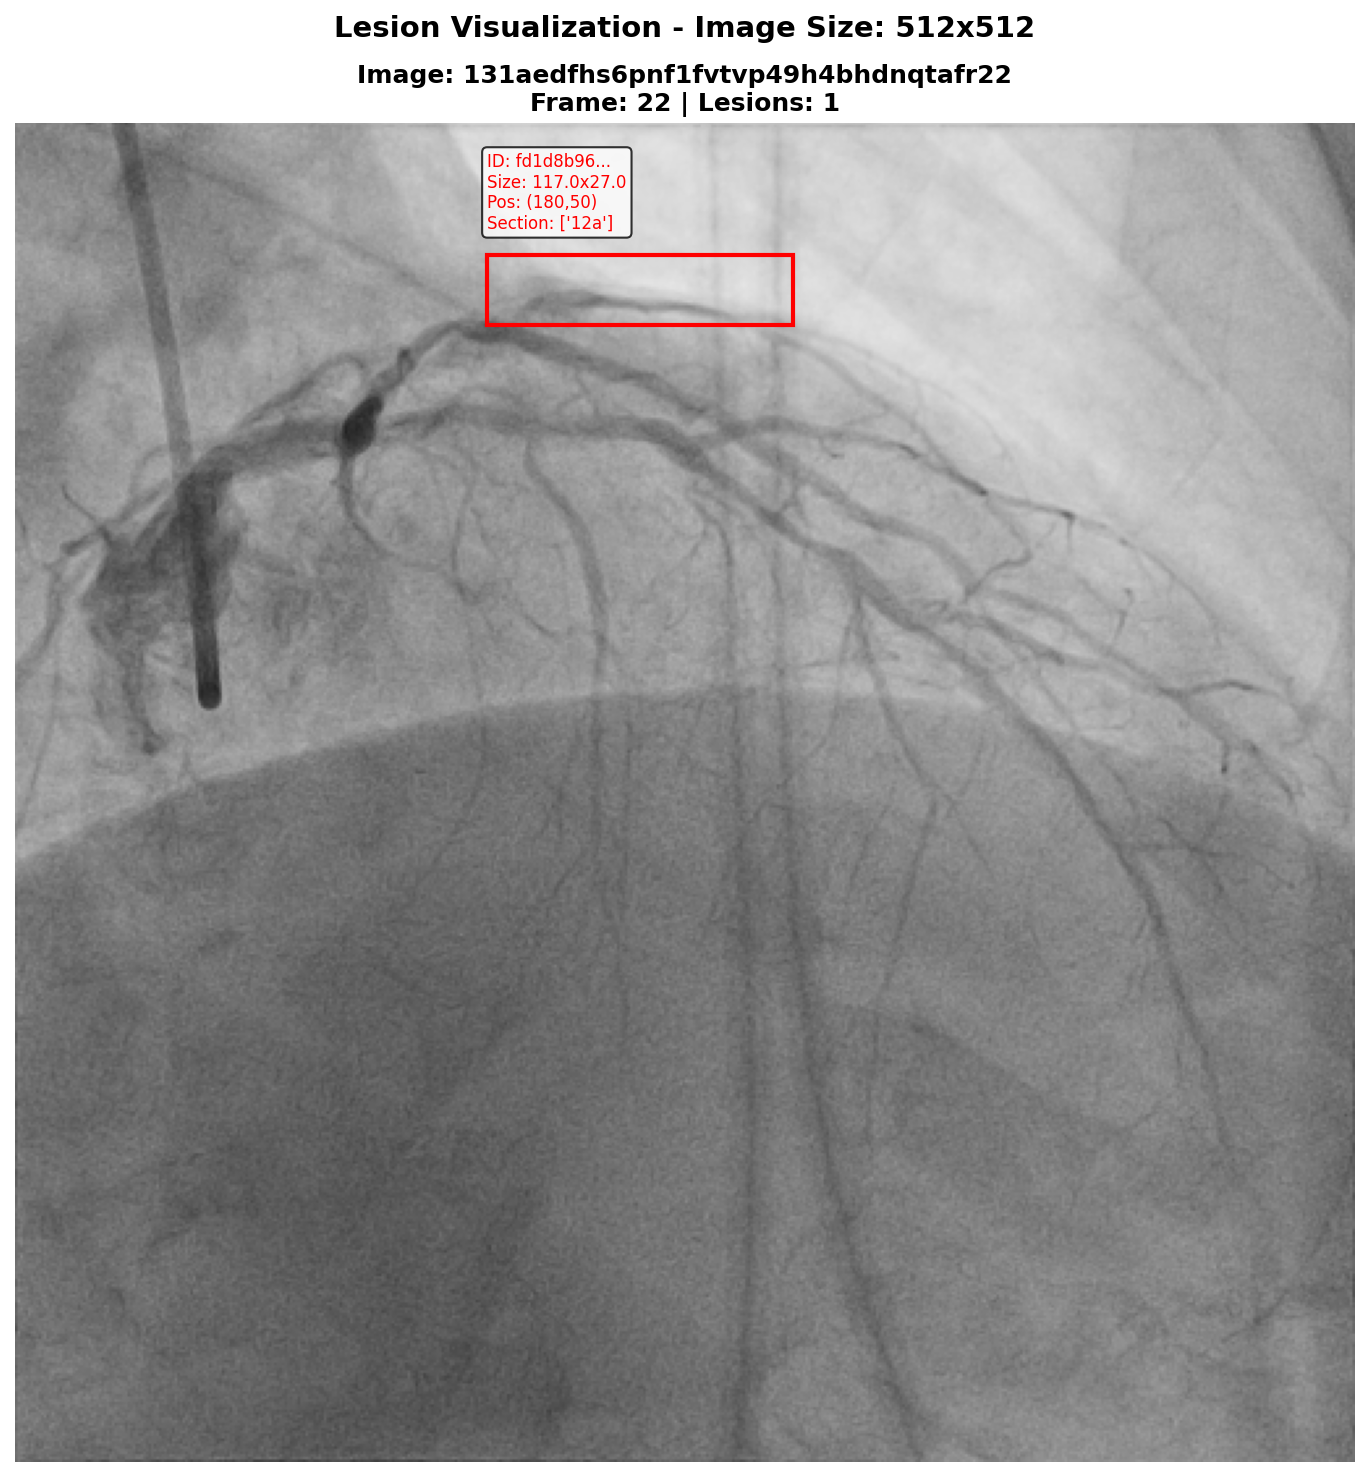 Lesion Visualization - Image Size: 512x512
Image: 131aedfhs6pnf1fvtvp49h4bhdnqtafr22
Frame: 22 | Lesions: 1
ID: fd1d8b96...
Size: 117.0x27.0
Pos: (180,50)
Section: ['12a']